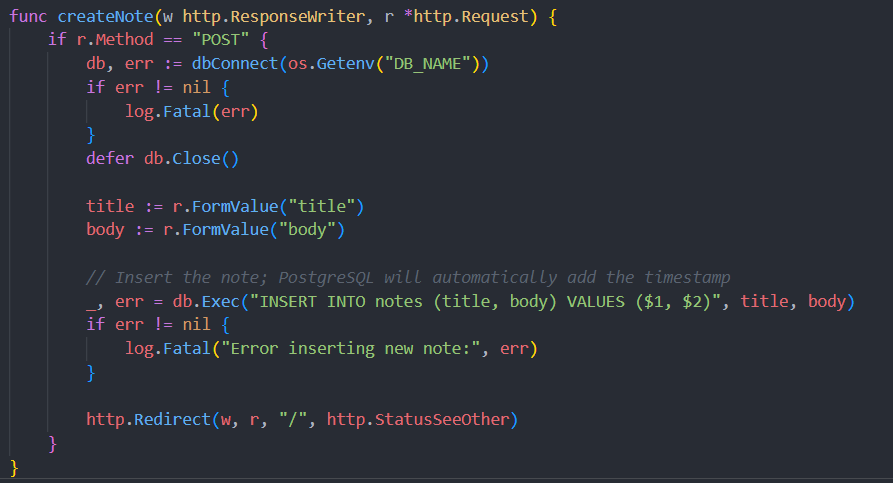 func createNote(w http.ResponseWriter, r *http.Request) {
    if r.Method == "POST" {
        db, err := dbConnect(os.Getenv("DB_NAME"))
        if err != nil {
            log.Fatal(err)
        }
        defer db.Close()

        title := r.FormValue("title")
        body := r.FormValue("body")

        // Insert the note; PostgreSQL will automatically add the timestamp
        _, err = db.Exec("INSERT INTO notes (title, body) VALUES ($1, $2)", title, body)
        if err != nil {
            log.Fatal("Error inserting new note:", err)
        }

        http.Redirect(w, r, "/", http.StatusSeeOther)
    }
}